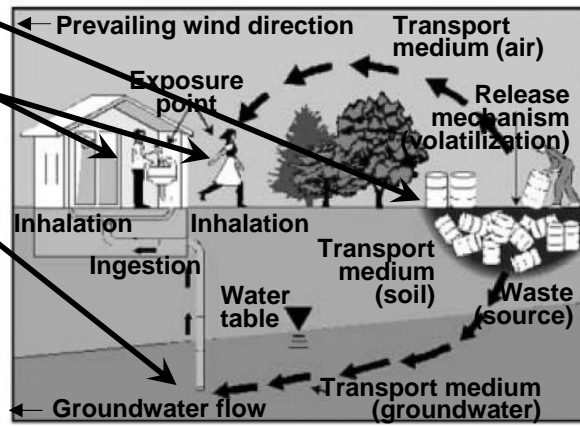 Prevailing wind direction
Transport
medium (air)
Exposure
point
Release
mechanism
(volatilization)
Inhalation
Inhalation
Ingestion
Transport
medium
(soil)
Waste
(source)
Water
table
Transport medium
(groundwater)
Groundwater flow